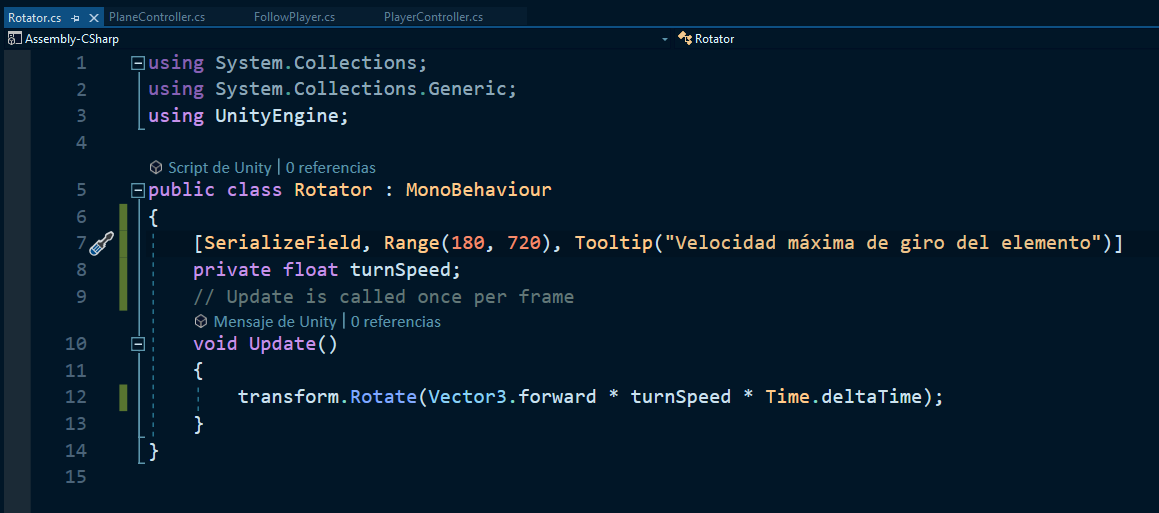 Rotator.cs PlaneController.cs FollowPlayer.cs PlayerController.cs
Assembly-CSharp Rotator
1 using System.Collections;
2 using System.Collections.Generic;
3 using UnityEngine;
4
Script de Unity | 0 referencias
5 public class Rotator : MonoBehaviour
6 {
7 [SerializeField, Range(180, 720), Tooltip("Velocidad máxima de giro del elemento")]
8 private float turnSpeed;
9 // Update is called once per frame
Mensaje de Unity | 0 referencias
10 void Update()
11 {
12 transform.Rotate(Vector3.forward * turnSpeed * Time.deltaTime);
13 }
14 }
15